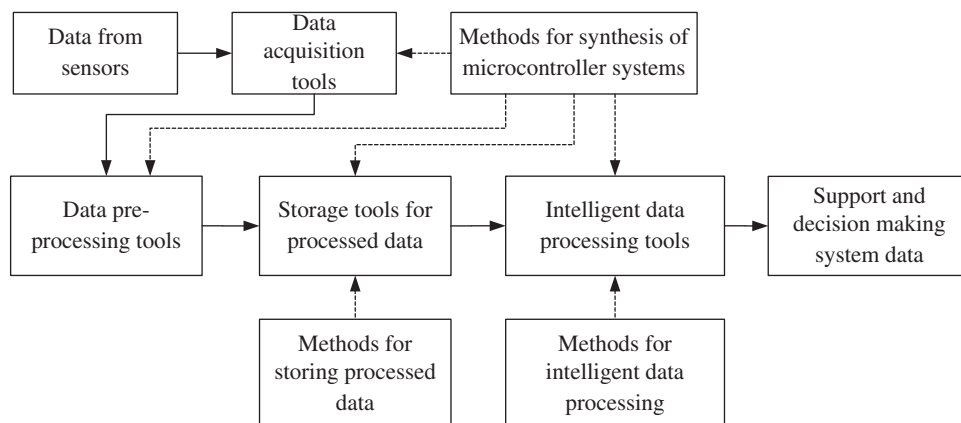 Data from
sensors
Data
acquisition
tools
Methods for synthesis of
microcontroller systems
Data pre-
processing tools
Storage tools for
processed data
Intelligent data
processing tools
Support and
decision making
system data
Methods for
storing processed
data
Methods for
intelligent data
processing